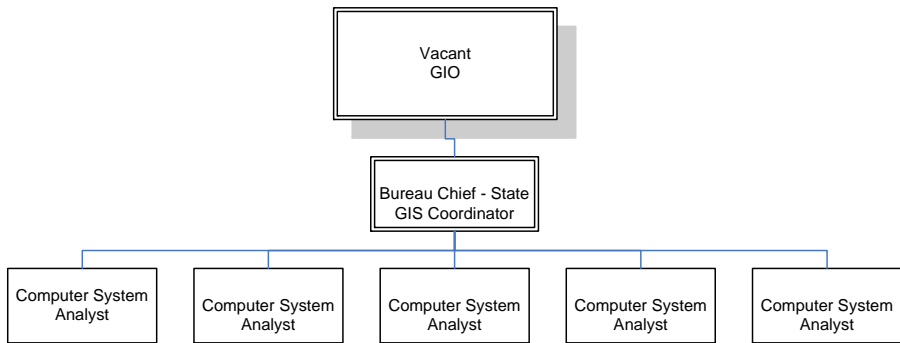 Vacant
GIO
Bureau Chief - State
GIS Coordinator
Computer System
Analyst
Computer System
Analyst
Computer System
Analyst
Computer System
Analyst
Computer System
Analyst